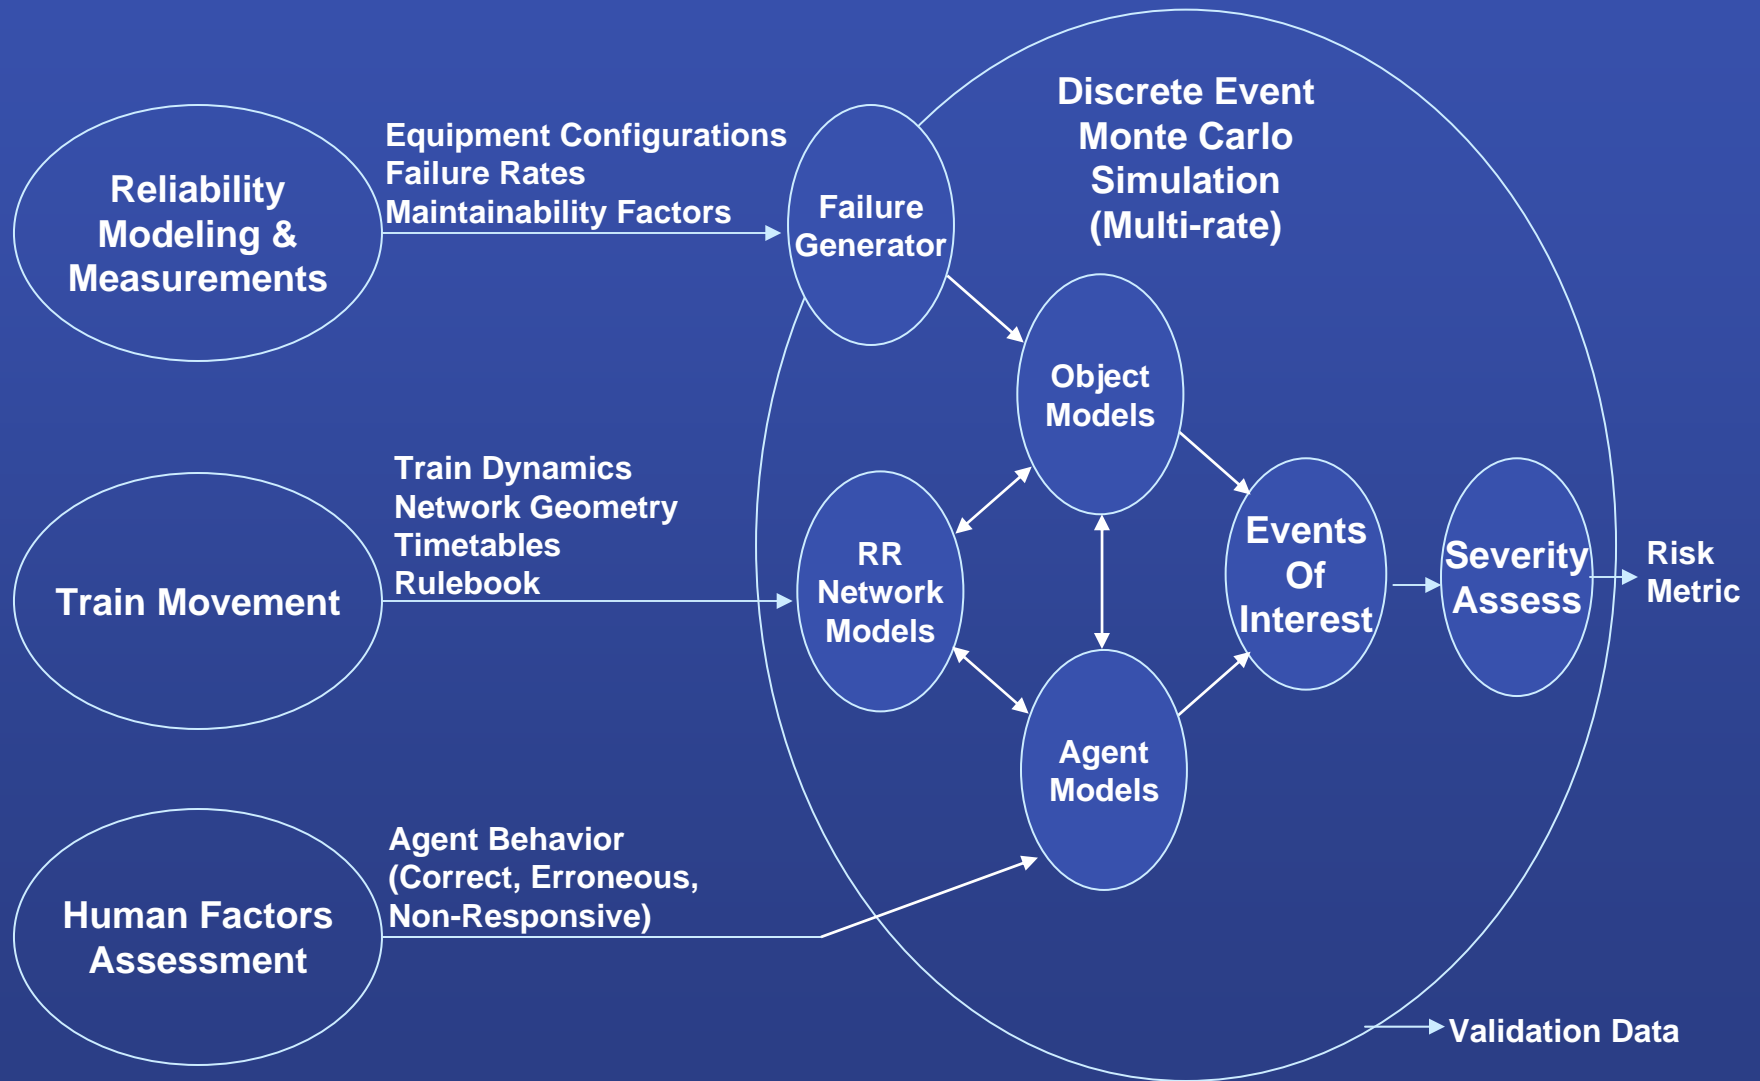 Reliability
Modeling &
Measurements
Equipment Configurations
Failure Rates
Maintainability Factors
Failure
Generator
Discrete Event
Monte Carlo
Simulation
(Multi-rate)
Object
Models
Train Movement
Train Dynamics
Network Geometry
Timetables
Rulebook
RR
Network
Models
Events
Of
Interest
Severity
Assess
Risk
Metric
Agent
Models
Human Factors
Assessment
Agent Behavior
(Correct, Erroneous,
Non-Responsive)
Validation Data